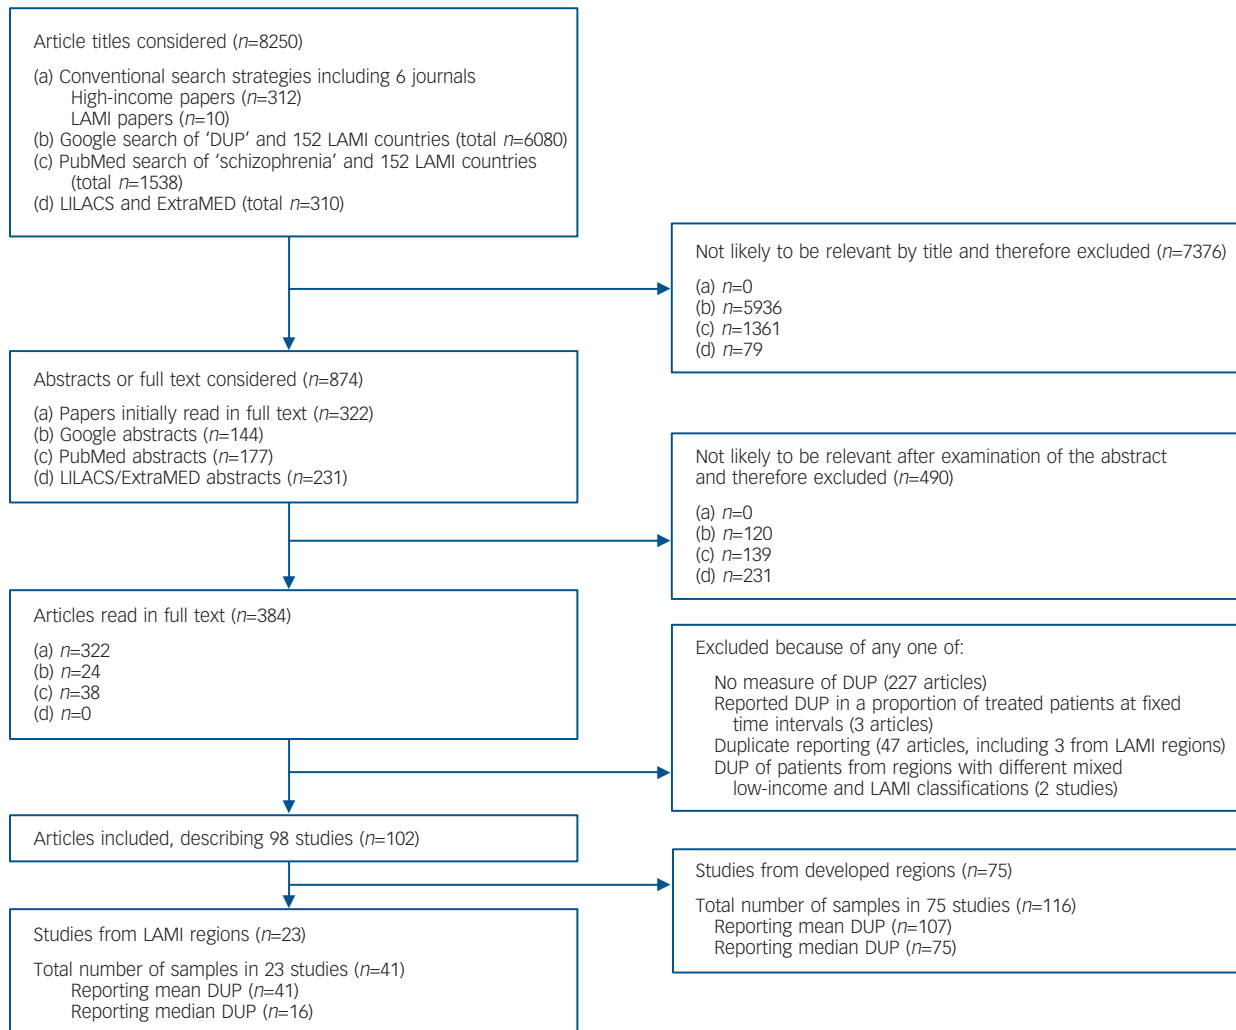 Article titles considered (n=8250)
(a) Conventional search strategies including 6 journals
High-income papers (n=312)
LAMI papers (n=10)
(b) Google search of ‘DUP’ and 152 LAMI countries (total n=6080)
(c) PubMed search of ‘schizophrenia’ and 152 LAMI countries
(total n=1538)
(d) LILACS and ExtraMED (total n=310)
Not likely to be relevant by title and therefore excluded (n=7376)
(a) n=0
(b) n=5936
(c) n=1361
(d) n=79
Abstracts or full text considered (n=874)
(a) Papers initially read in full text (n=322)
(b) Google abstracts (n=144)
(c) PubMed abstracts (n=177)
(d) LILACS/ExtraMED abstracts (n=231)
Not likely to be relevant after examination of the abstract
and therefore excluded (n=490)
(a) n=0
(b) n=120
(c) n=139
(d) n=231
Articles read in full text (n=384)
(a) n=322
(b) n=24
(c) n=38
(d) n=0
Excluded because of any one of:
No measure of DUP (227 articles)
Reported DUP in a proportion of treated patients at fixed
time intervals (3 articles)
Duplicate reporting (47 articles, including 3 from LAMI regions)
DUP of patients from regions with different mixed
low-income and LAMI classifications (2 studies)
Articles included, describing 98 studies (n=102)
Studies from developed regions (n=75)
Total number of samples in 75 studies (n=116)
Reporting mean DUP (n=107)
Reporting median DUP (n=75)
Studies from LAMI regions (n=23)
Total number of samples in 23 studies (n=41)
Reporting mean DUP (n=41)
Reporting median DUP (n=16)